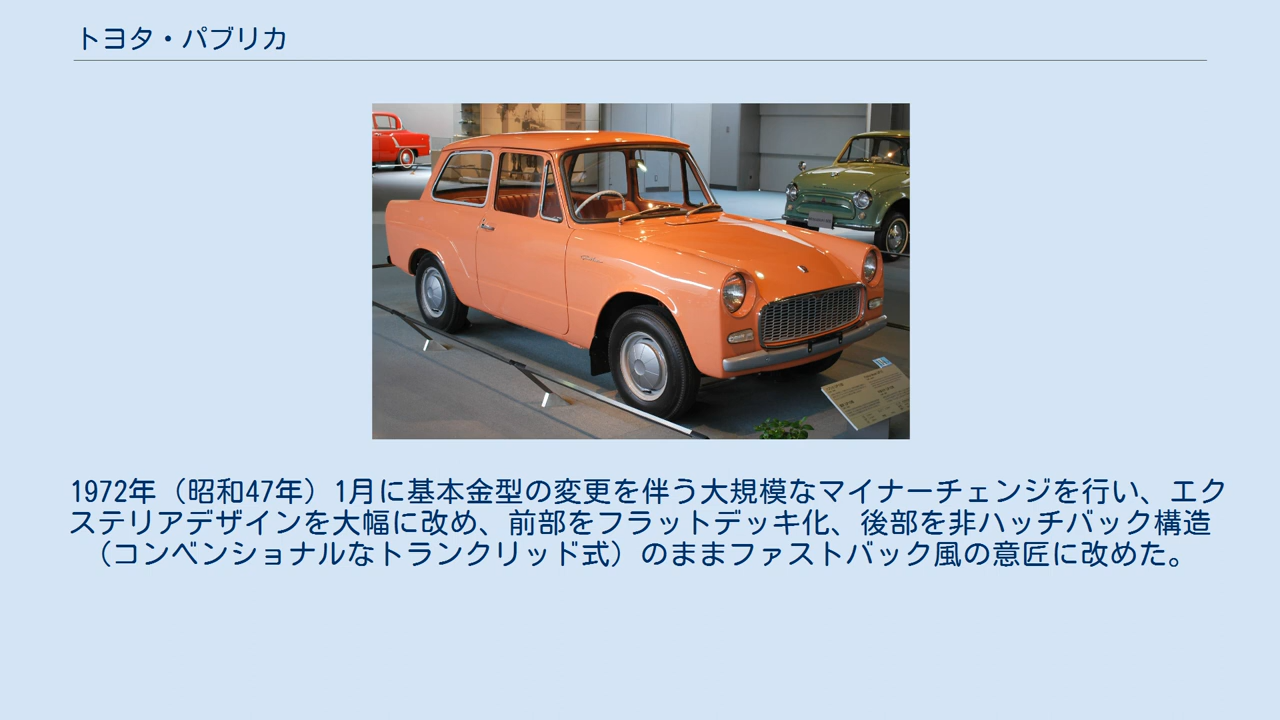 トヨタ・パブリカ
1972年（昭和47年）1月に基本金型の変更を伴う大規模なマイナーチェンジを行い、エク
ステリアデザインを大幅に改め、前部をフラットデッキ化、後部を非ハッチバック構造
（コンベンショナルなトランクリッド式）のままファストバック風の意匠に改めた。